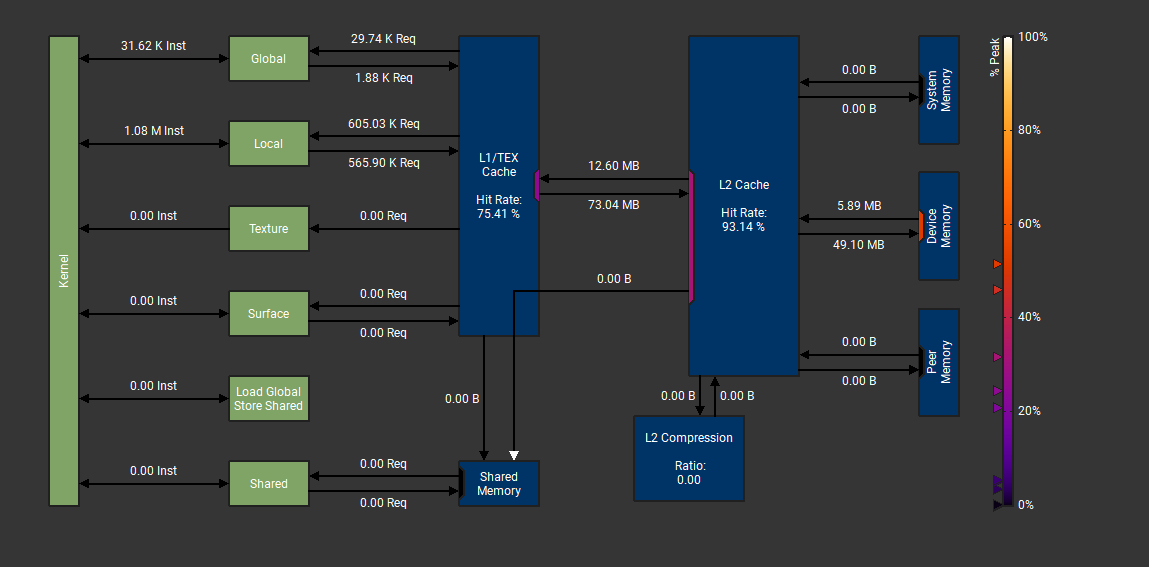 Kernel
31.62 K Inst
Global
29.74 K Req
1.88 K Req
1.08 M Inst
Local
605.03 K Req
565.90 K Req
0.00 Inst
Texture
0.00 Req
0.00 Inst
Surface
0.00 Req
0.00 Req
0.00 Inst
Load Global
Store Shared
0.00 Inst
Shared
0.00 Req
0.00 Req
L1/TEX
Cache
Hit Rate:
75.41 %
12.60 MB
73.04 MB
0.00 B
0.00 B
Shared
Memory
L2 Cache
Hit Rate:
93.14 %
0.00 B
0.00 B
L2 Compression
Ratio:
0.00
0.00 B
0.00 B
System
Memory
5.89 MB
49.10 MB
Device
Memory
0.00 B
0.00 B
Peer
Memory
% Peak
100%
80%
60%
40%
20%
0%